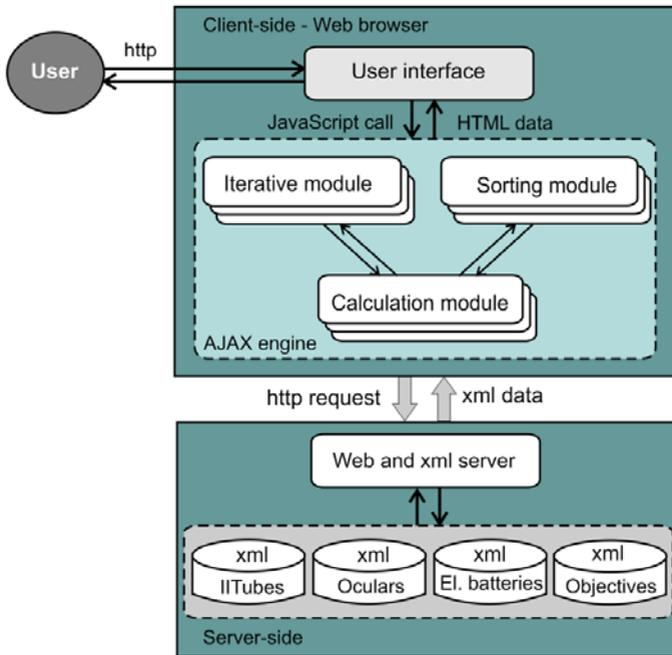 Client-side - Web browser
User
http
User interface
JavaScript call
HTML data
Iterative module
Sorting module
Calculation module
AJAX engine
http request
xml data
Web and xml server
xml
IITubes
xml
Oculars
xml
El. batteries
xml
Objectives
Server-side